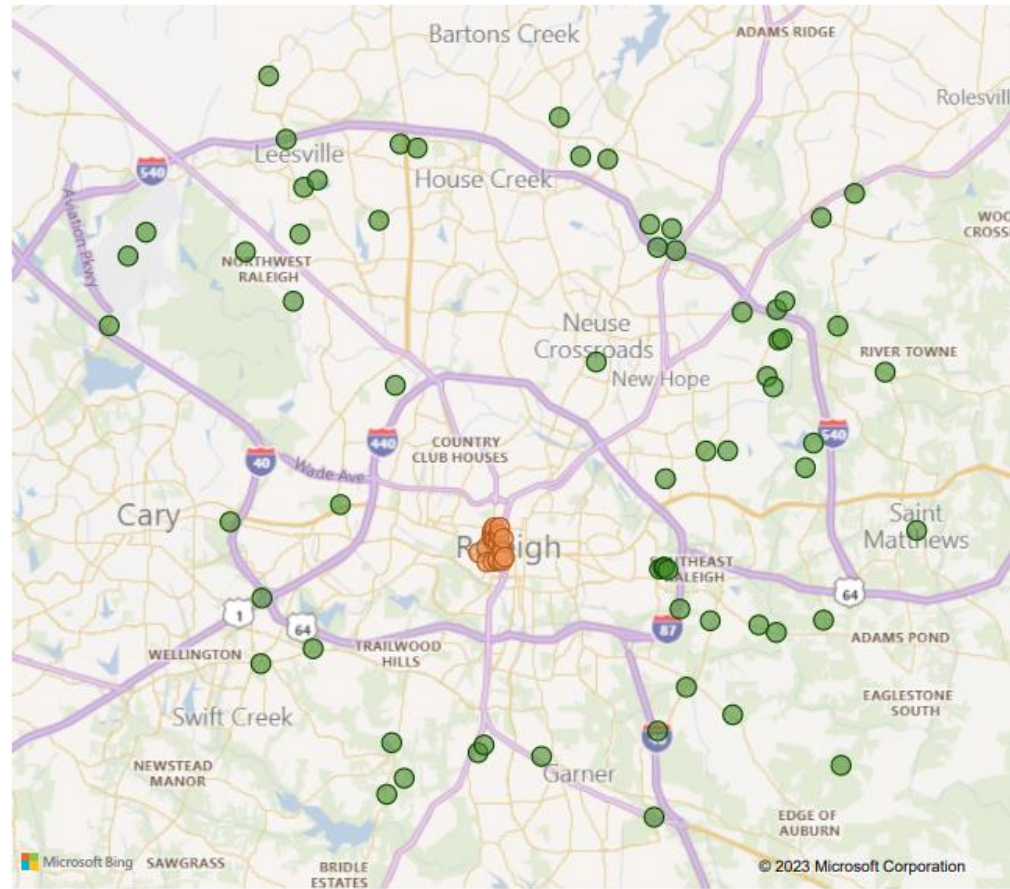 Bartons Creek
ADAMS RIDGE
Rolesvill
540
Leesville
House Creek
Aviation Pkwy
WOO
CROSS
NORTHWEST
RALEIGH
Neuse
Crossroads
RIVER TOWNE
New Hope
COUNTRY
CLUB HOUSES
440
540
40
Wade Ave
Cary
Saint
Matthews
64
1
64
87
TRAILWOOD
HILLS
WELLINGTON
ADAMS POND
EAGLESTONE
SOUTH
Swift Creek
NEWSTEAD
MANOR
Garner
EDGE OF
AUBURN
Microsoft Bing
SAWGRASS
BRIDLE
ESTATES
© 2023 Microsoft Corporation